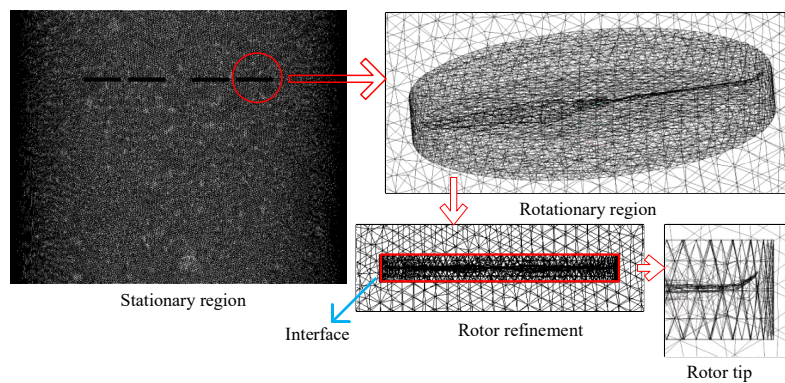 Stationary region
Rotationary region
Interface
Rotor refinement
Rotor tip